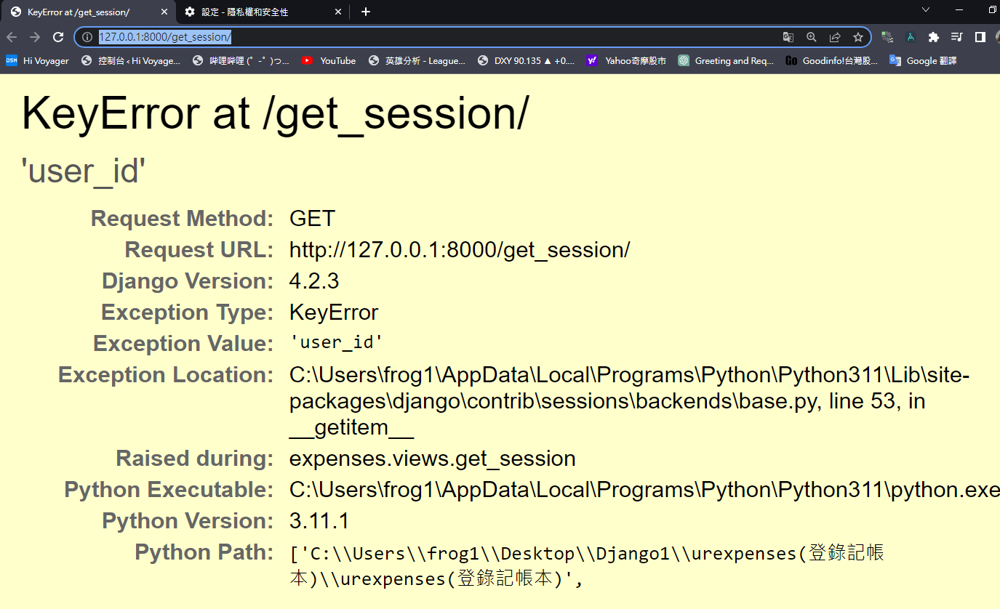 KeyError at /get_session/
設定 - 隱私權和安全性
127.0.0.1:8000/get_session/
Hi Voyager
控制台 ‹ Hi Voyage...
哔哩哔哩 (゜-゜)つ...
YouTube
英雄分析 - League...
DXY 90.135 ▲ +0....
Yahoo奇摩股市
Greeting and Req...
Goodinfo!台灣股...
Google 翻譯
KeyError at /get_session/
'user_id'
Request Method: GET
Request URL: http://127.0.0.1:8000/get_session/
Django Version: 4.2.3
Exception Type: KeyError
Exception Value: 'user_id'
Exception Location: C:\Users\frog1\AppData\Local\Programs\Python\Python311\Lib\site-
packages\django\contrib\sessions\backends\base.py, line 53, in
__getitem__
Raised during: expenses.views.get_session
Python Executable: C:\Users\frog1\AppData\Local\Programs\Python\Python311\python.exe
Python Version: 3.11.1
Python Path: ['C:\\Users\\frog1\\Desktop\\Django1\\urexpenses(登錄記帳
本)\\urexpenses(登錄記帳本)',